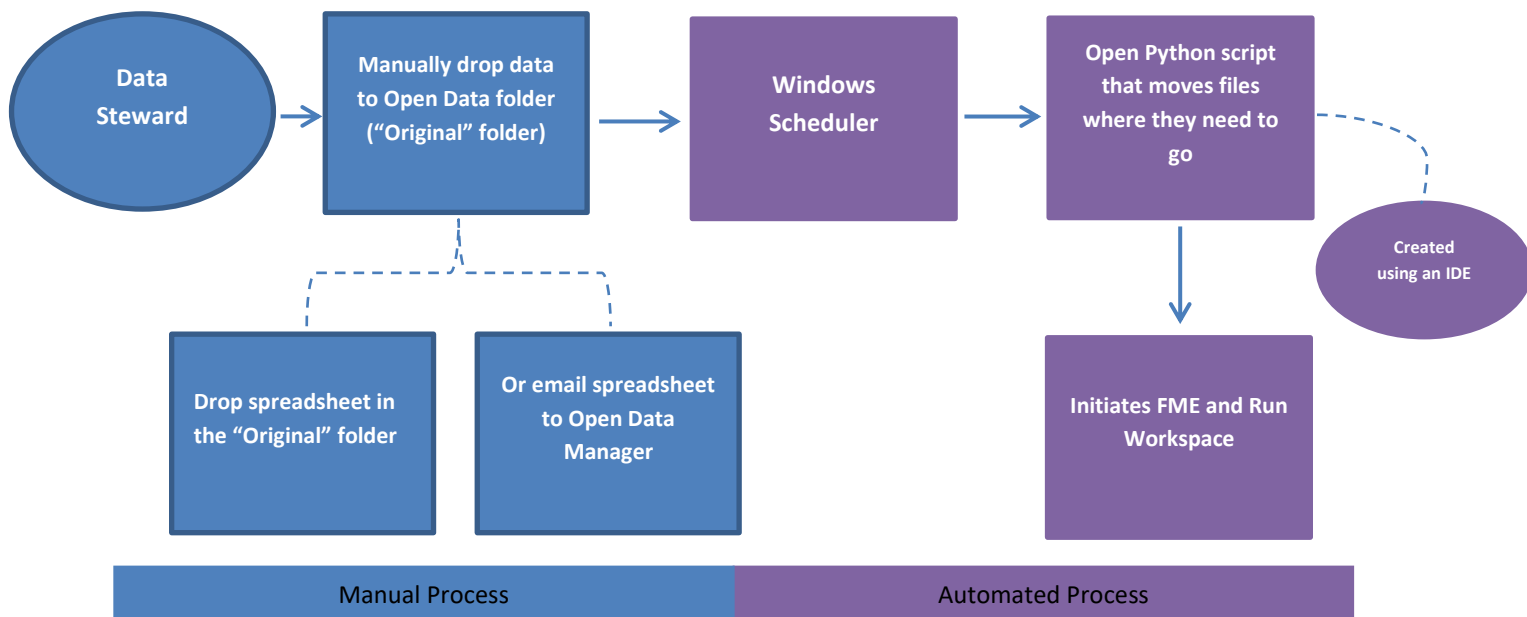 Data
Steward
Manually drop data
to Open Data folder
(“Original” folder)
Windows
Scheduler
Open Python script
that moves files
where they need to
go
Created
using an IDE
Drop spreadsheet in
the “Original” folder
Or email spreadsheet
to Open Data
Manager
Initiates FME and Run
Workspace
Manual Process
Automated Process